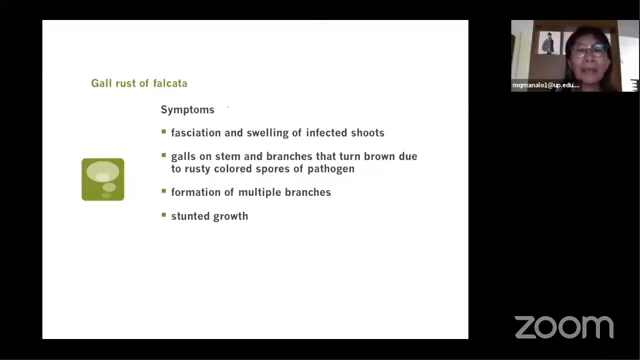 Gall rust of falcata
Symptoms
fasciation and swelling of infected shoots
galls on stem and branches that turn brown due
to rusty colored spores of pathogen
formation of multiple branches
stunted growth
mqmanalo1@up.edu...
zoom